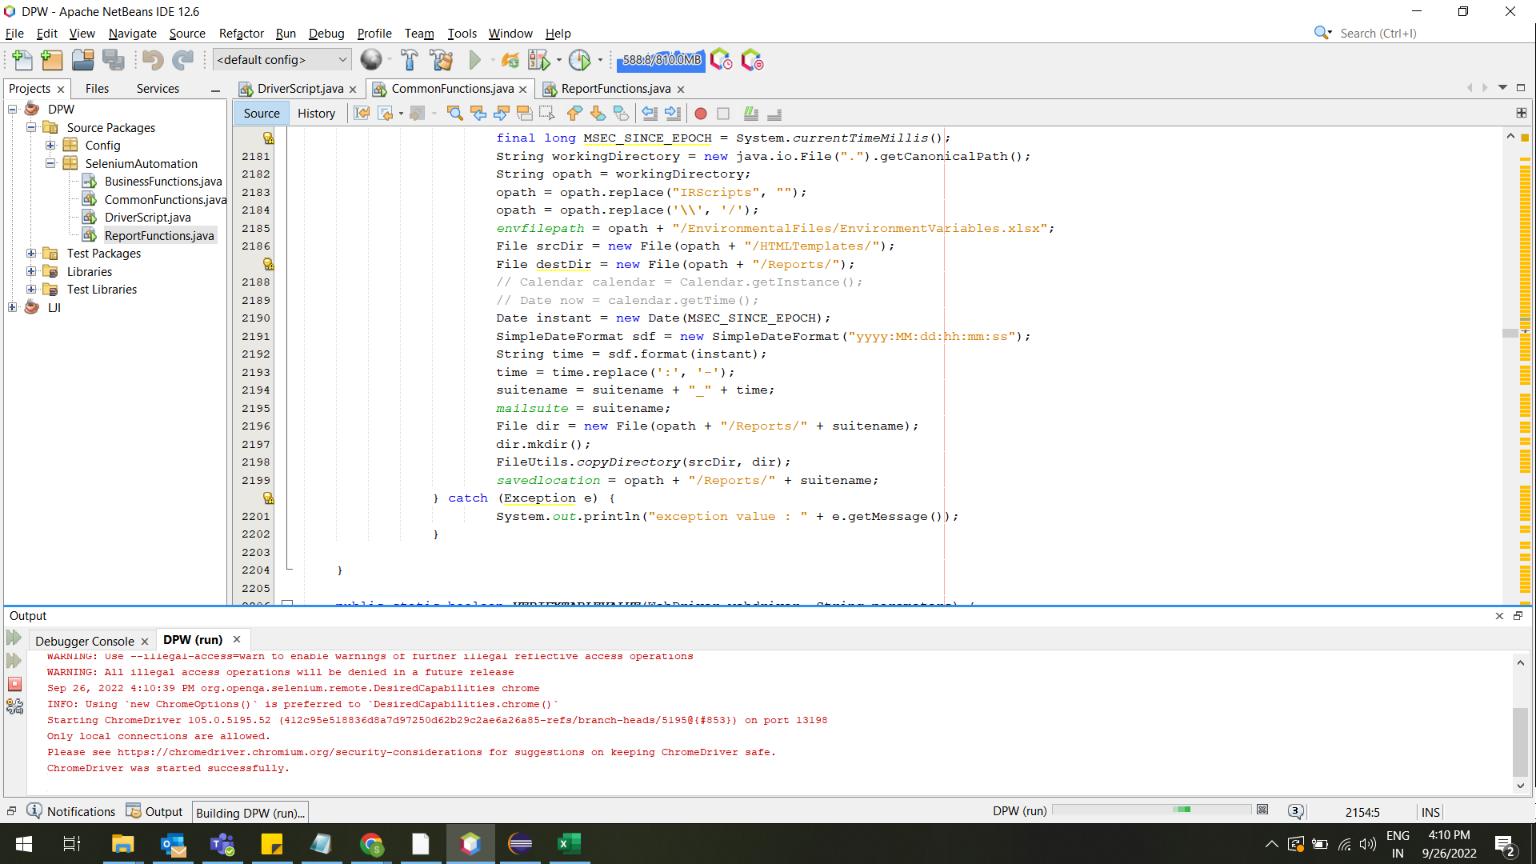 DPW - Apache NetBeans IDE 12.6
File Edit View Navigate Source Refactor Run Debug Profile Team Tools Window Help
Search (Ctrl+I)
<default config>
588.8/810.0MB
Projects Files Services
DriverScript.java CommonFunctions.java ReportFunctions.java
Source History
DPW
Source Packages
Config
SeleniumAutomation
BusinessFunctions.java
CommonFunctions.java
DriverScript.java
ReportFunctions.java
Test Packages
Libraries
Test Libraries
IJI
final long MSEC_SINCE_EPOCH = System.currentTimeMillis();
2181 String workingDirectory = new java.io.File(".").getCanonicalPath();
2182 String opath = workingDirectory;
2183 opath = opath.replace("IRScripts", "");
2184 opath = opath.replace('\\', '/');
2185 envfilepath = opath + "/EnvironmentalFiles/EnvironmentVariables.xlsx";
2186 File srcDir = new File(opath + "/HTMLTemplates/");
File destDir = new File(opath + "/Reports/");
2188 // Calendar calendar = Calendar.getInstance();
2189 // Date now = calendar.getTime();
2190 Date instant = new Date(MSEC_SINCE_EPOCH);
2191 SimpleDateFormat sdf = new SimpleDateFormat("yyyy:MM:dd:hh:mm:ss");
2192 String time = sdf.format(instant);
2193 time = time.replace(':', '-');
2194 suitename = suitename + "_" + time;
2195 mailsuite = suitename;
2196 File dir = new File(opath + "/Reports/" + suitename);
2197 dir.mkdir();
2198 FileUtils.copyDirectory(srcDir, dir);
2199 savedlocation = opath + "/Reports/" + suitename;
} catch (Exception e) {
2201 System.out.println("exception value : " + e.getMessage());
2202 }
2203
2204 }
2205
public static boolean VERIFYTABLEVALUE(WebDriver webdriver, String parameters) {
Output
Debugger Console DPW (run)
WARNING: Use --illegal-access=warn to enable warnings of further illegal reflective access operations
WARNING: All illegal access operations will be denied in a future release
Sep 26, 2022 4:10:39 PM org.openqa.selenium.remote.DesiredCapabilities chrome
INFO: Using `new ChromeOptions()` is preferred to `DesiredCapabilities.chrome()`
Starting ChromeDriver 105.0.5195.52 (412c95e518836d8a7d97250d62b29c2ae6a26a85-refs/branch-heads/5195@{#853}) on port 13198
Only local connections are allowed.
Please see https://chromedriver.chromium.org/security-considerations for suggestions on keeping ChromeDriver safe.
ChromeDriver was started successfully.
Notifications Output Building DPW (run)...
DPW (run)
3
2154:5
INS
ENG
IN
4:10 PM
9/26/2022
2